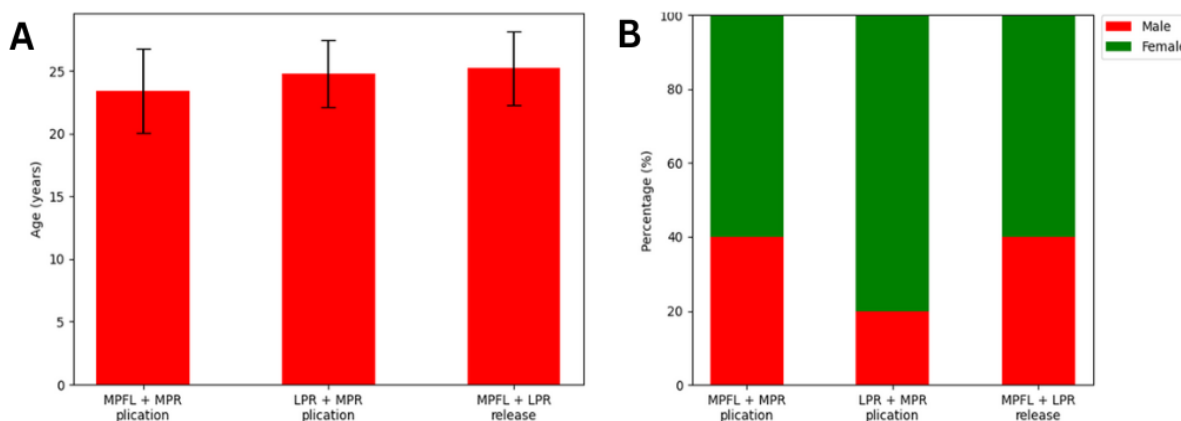 A
Age (years)
25
20
15
10
5
0
MPFL + MPR
plication
LPR + MPR
plication
MPFL + LPR
release
B
Male
Female
Percentage (%)
100
80
60
40
20
0
MPFL + MPR
plication
LPR + MPR
plication
MPFL + LPR
release